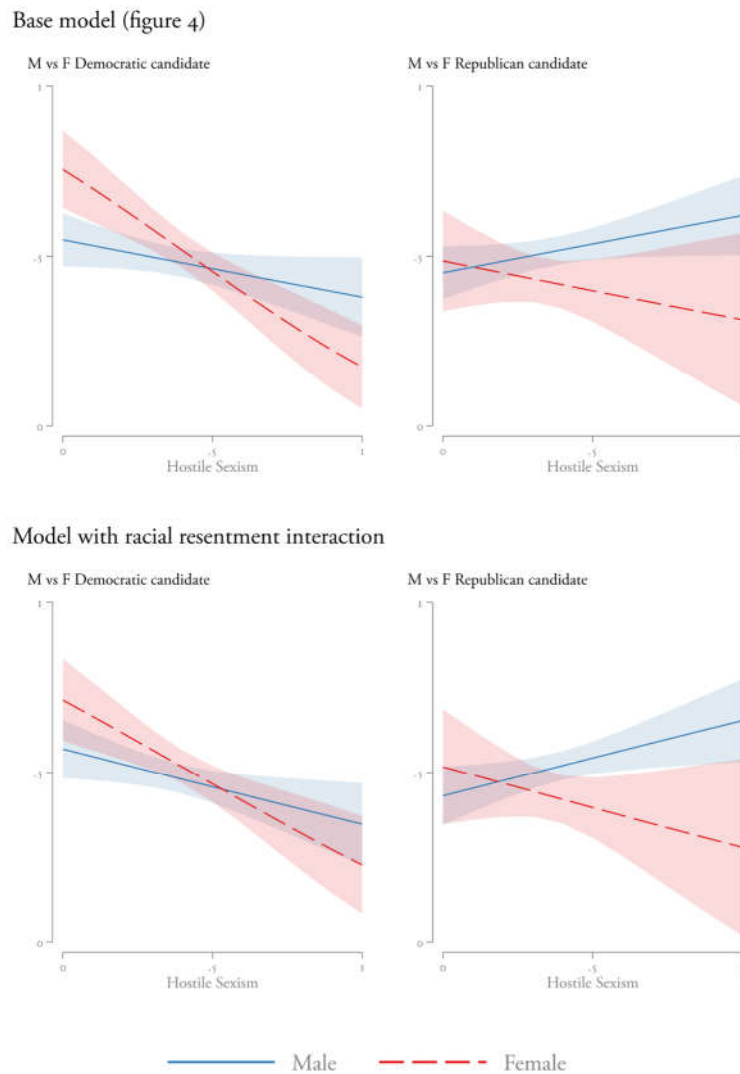 Base model (figure 4)
M vs F Democratic candidate
M vs F Republican candidate
1
.5
0
0
.5
1
Hostile Sexism
.5
0
0
.5
Hostile Sexism
Model with racial resentment interaction
M vs F Democratic candidate
M vs F Republican candidate
1
.5
0
0
.5
1
Hostile Sexism
1
.5
0
0
.5
Hostile Sexism
Male
Female